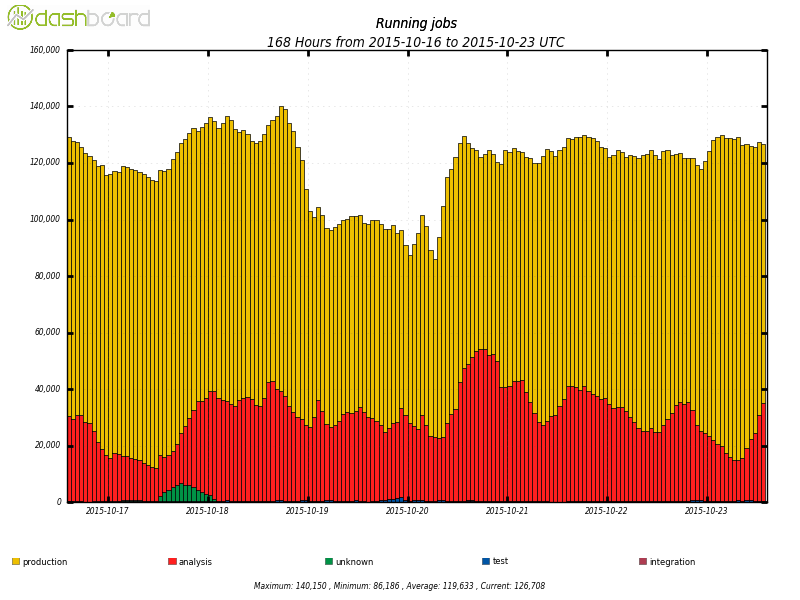 dashboard
Running jobs
168 Hours from 2015-10-16 to 2015-10-23 UTC
160,000
140,000
120,000
100,000
80,000
60,000
40,000
20,000
0
2015-10-17 2015-10-18 2015-10-19 2015-10-20 2015-10-21 2015-10-22 2015-10-23
production analysis unknown test integration
Maximum: 140,150 , Minimum: 86,186 , Average: 119,633 , Current: 126,708